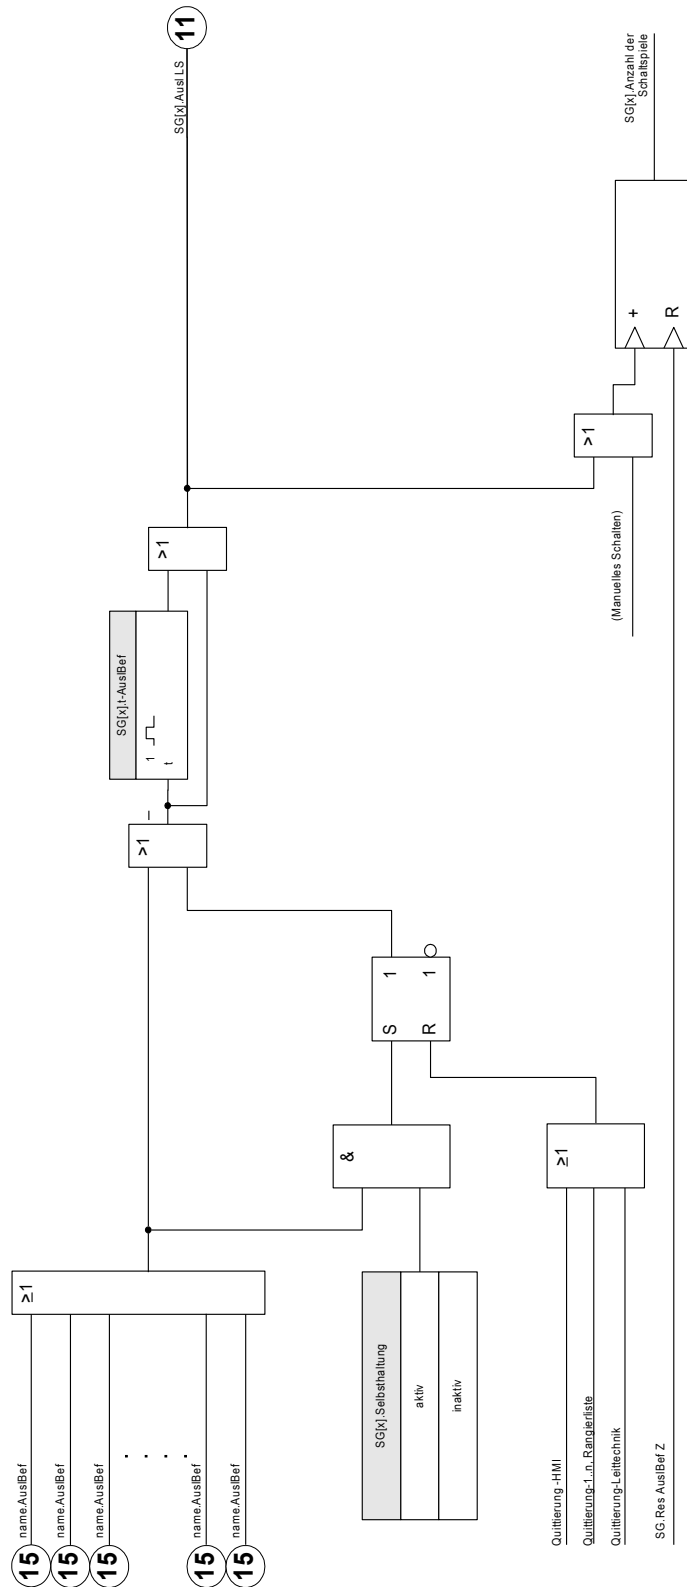 15 name.AuslBef
15 name.AuslBef
15 name.AuslBef
. . . .
15 name.AuslBef
15 name.AuslBef
≥1
SG[x].Selbsthaltung
aktiv
inaktiv
&
S 1
R 1
Quittierung -HMI
Quittierung-1..n, Rangierliste
Quittierung-Leittechnik
≥1
SG.Res AuslBef Z
>1
SG[x].t-AuslBef
1
t
>1
SG[x].Ausl LS
11
(Manuelles Schalten)
>1
+
R
SG[x].Anzahl der
Schaltspiele